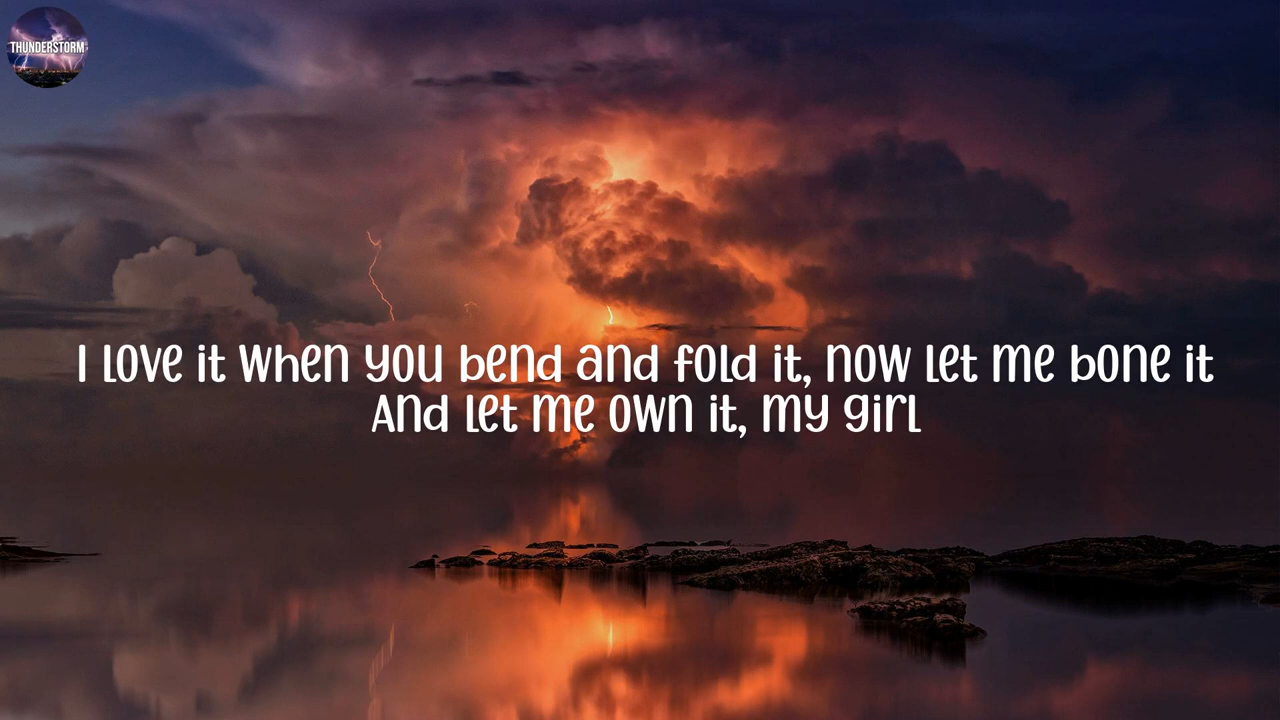 THUNDERSTORM
I love it when you bend and fold it, now let me bone it
And let me own it, my girl